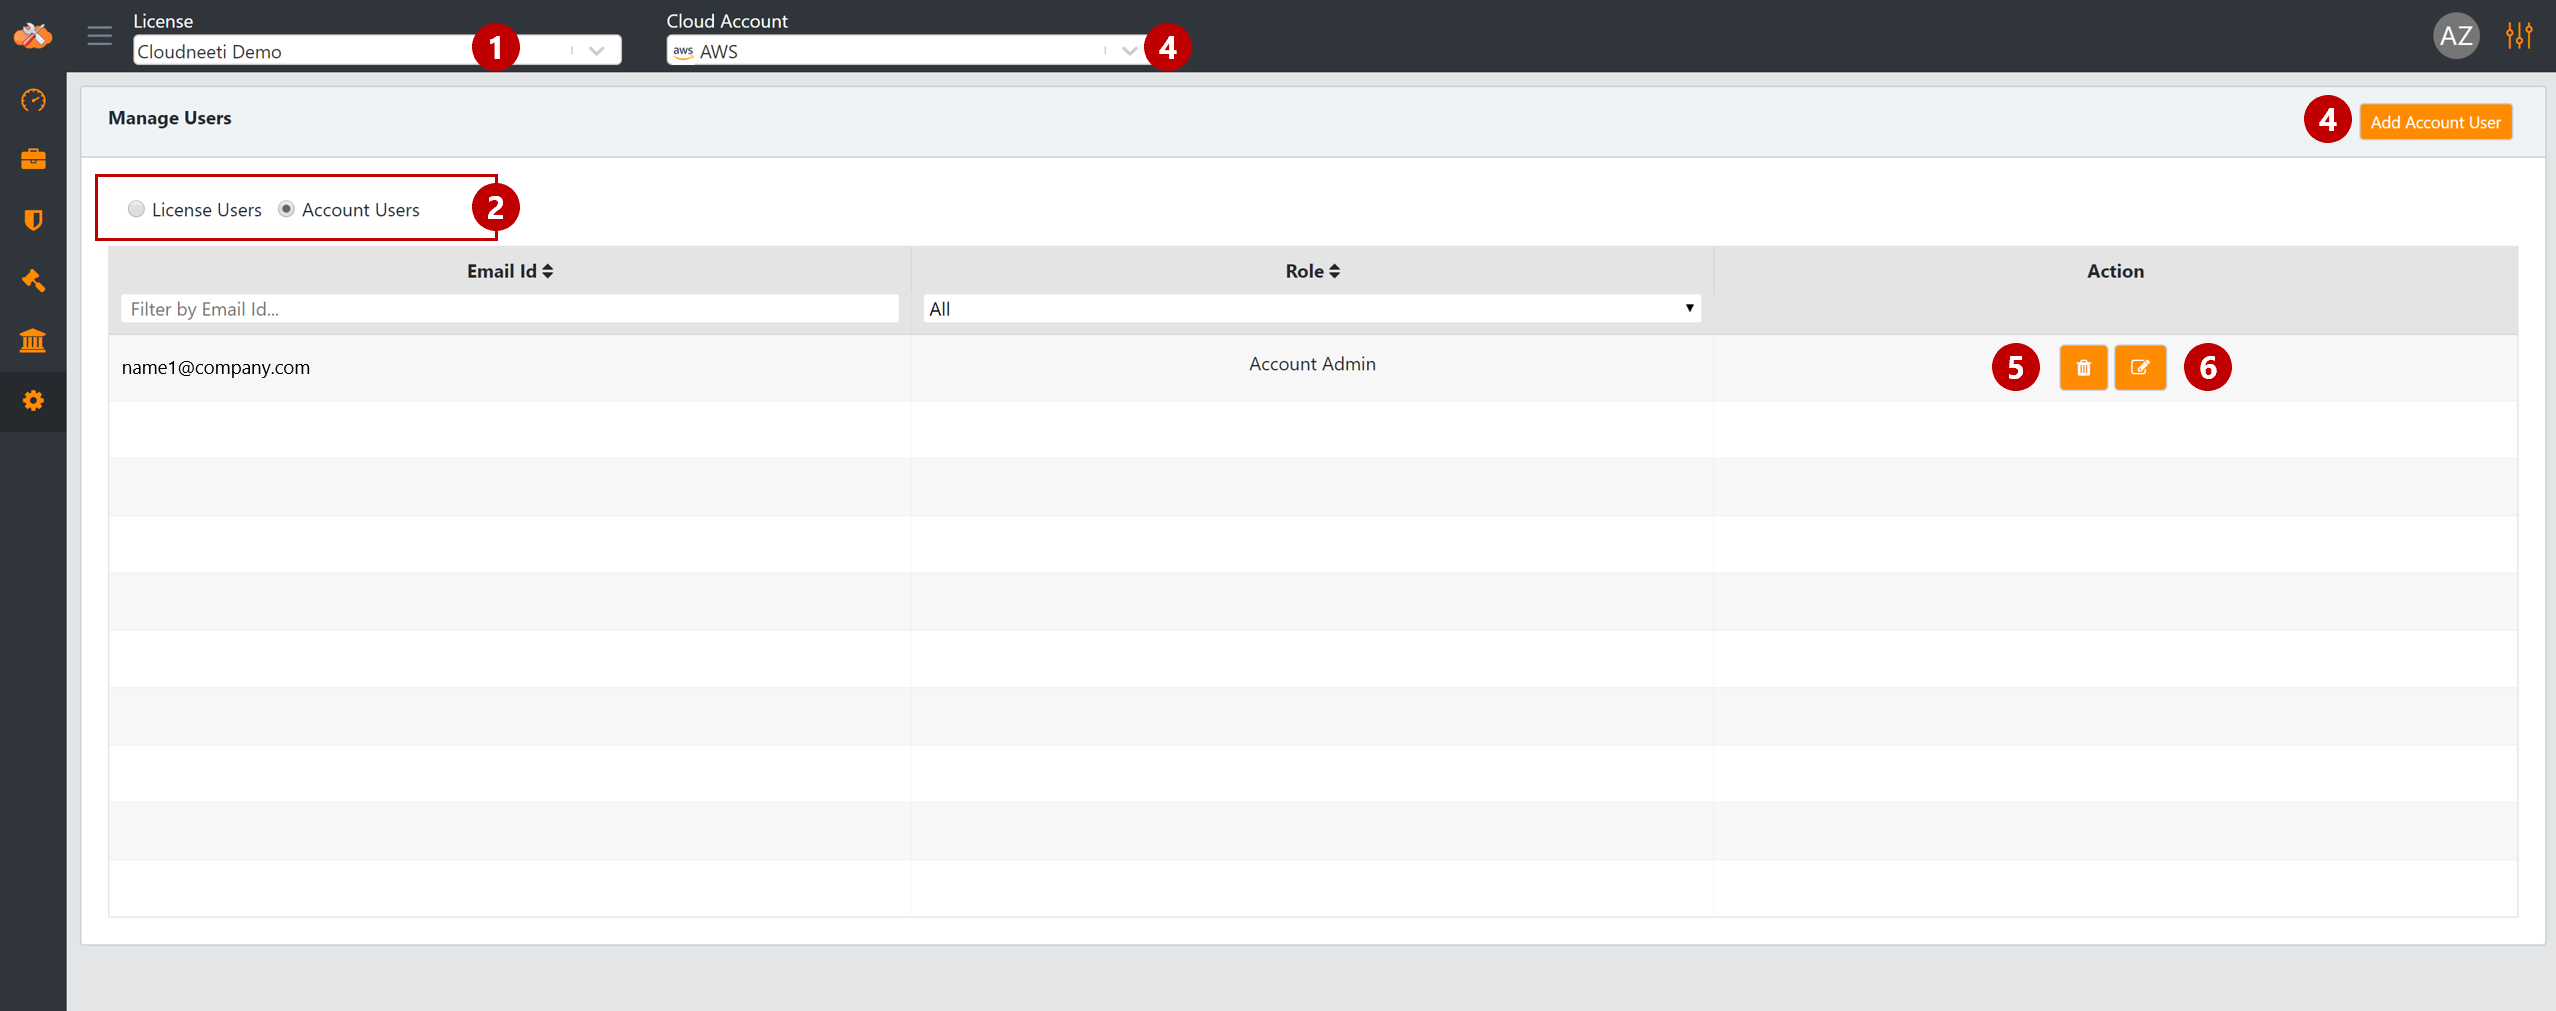 License
Cloud Account
Cloudneeti Demo
1
aws AWS
4
AZ
Manage Users
4
Add Account User
License Users
Account Users
2
Email Id
Role
Action
Filter by Email Id...
All
name1@company.com
Account Admin
5
6